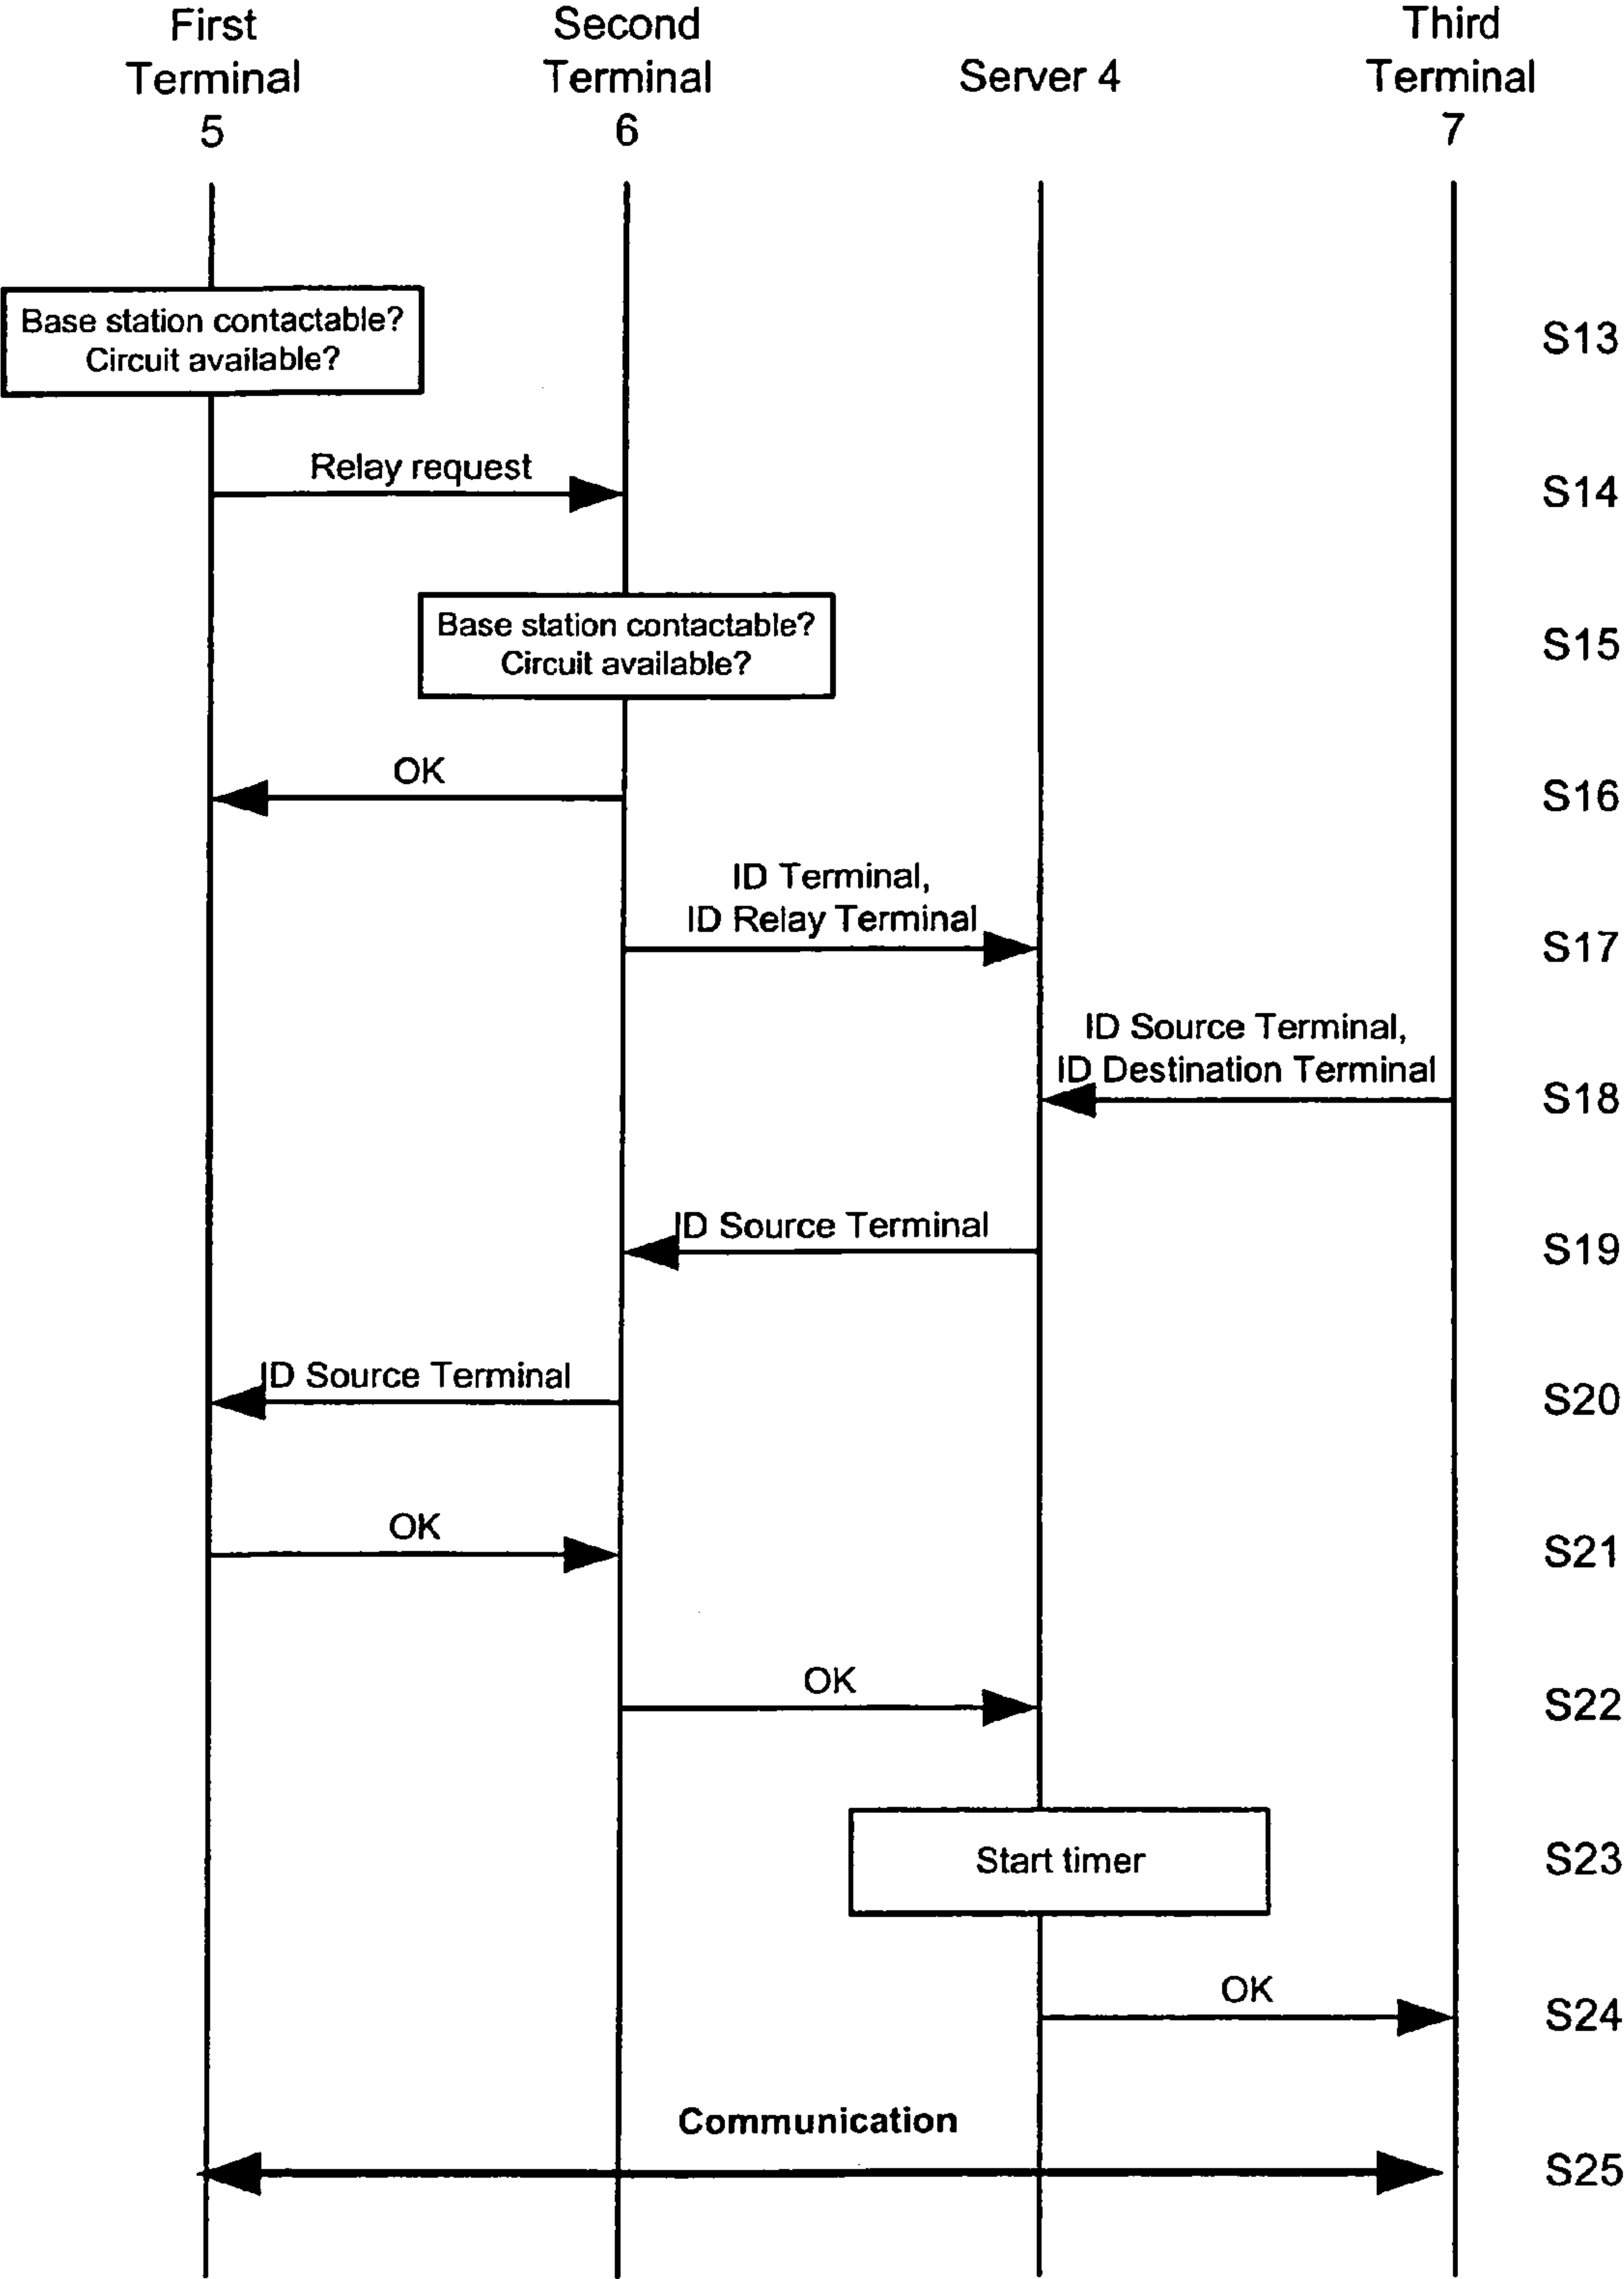 First
Terminal
5
Second
Terminal
6
Server 4
Third
Terminal
7
Base station contactable?
Circuit available?
S13
Relay request
S14
Base station contactable?
Circuit available?
S15
OK
S16
ID Terminal,
ID Relay Terminal
S17
ID Source Terminal,
ID Destination Terminal
S18
ID Source Terminal
S19
ID Source Terminal
S20
OK
S21
OK
S22
Start timer
S23
OK
S24
Communication
S25